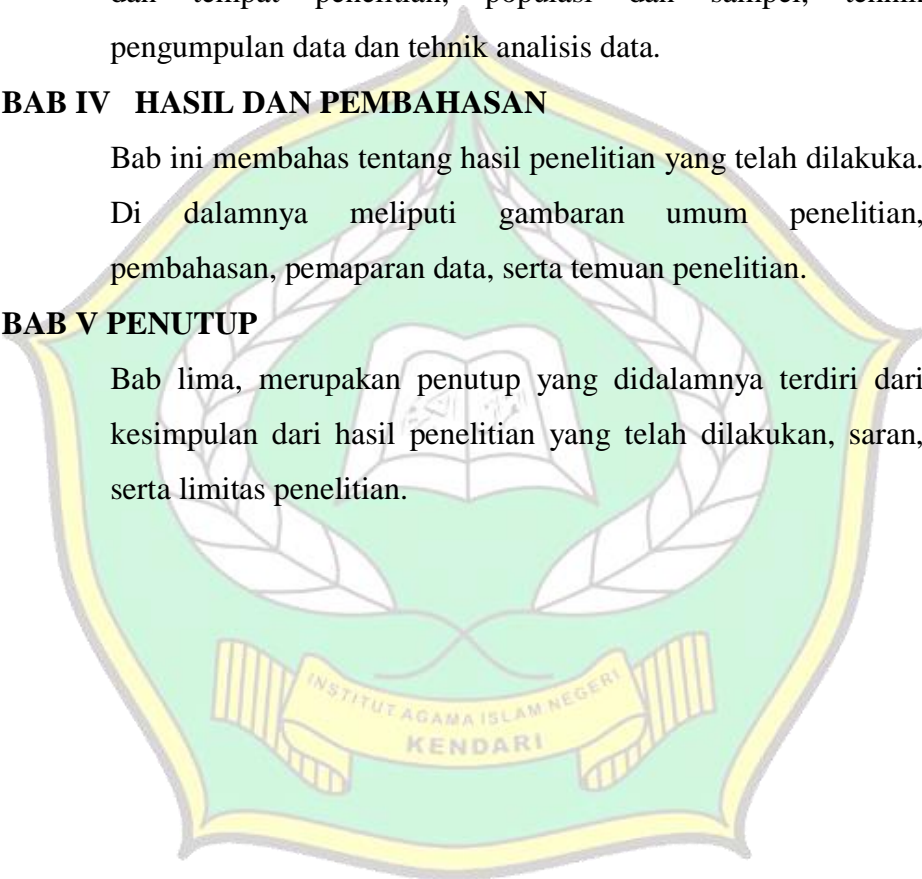 dan tempat penelitian, populasi dan sampel, tehnik
pengumpulan data dan tehnik analisis data.
BAB IV HASIL DAN PEMBAHASAN
Bab ini membahas tentang hasil penelitian yang telah dilakuka.
Di dalamnya meliputi gambaran umum penelitian,
pembahasan, pemaparan data, serta temuan penelitian.
BAB V PENUTUP
Bab lima, merupakan penutup yang didalamnya terdiri dari
kesimpulan dari hasil penelitian yang telah dilakukan, saran,
serta limitas penelitian.
INSTITUT AGAMA ISLAM NEGERI
KENDARI